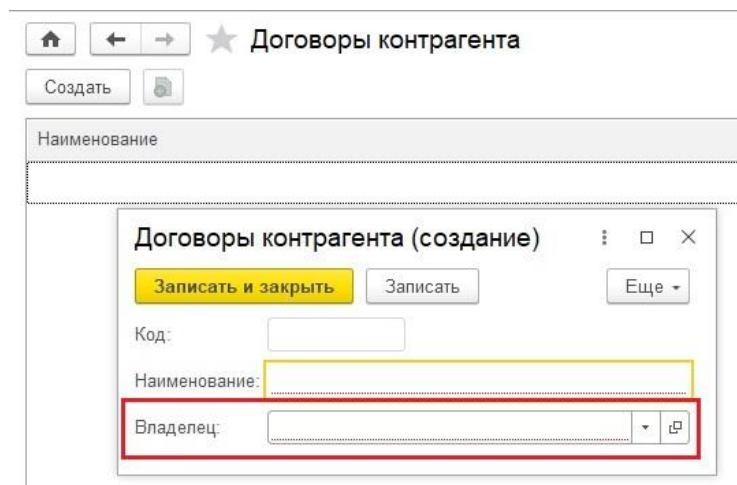 Договоры контрагента
Создать
Наименование
Договоры контрагента (создание)
Записать и закрыть Записать Еще
Код:
Наименование:
Владелец: